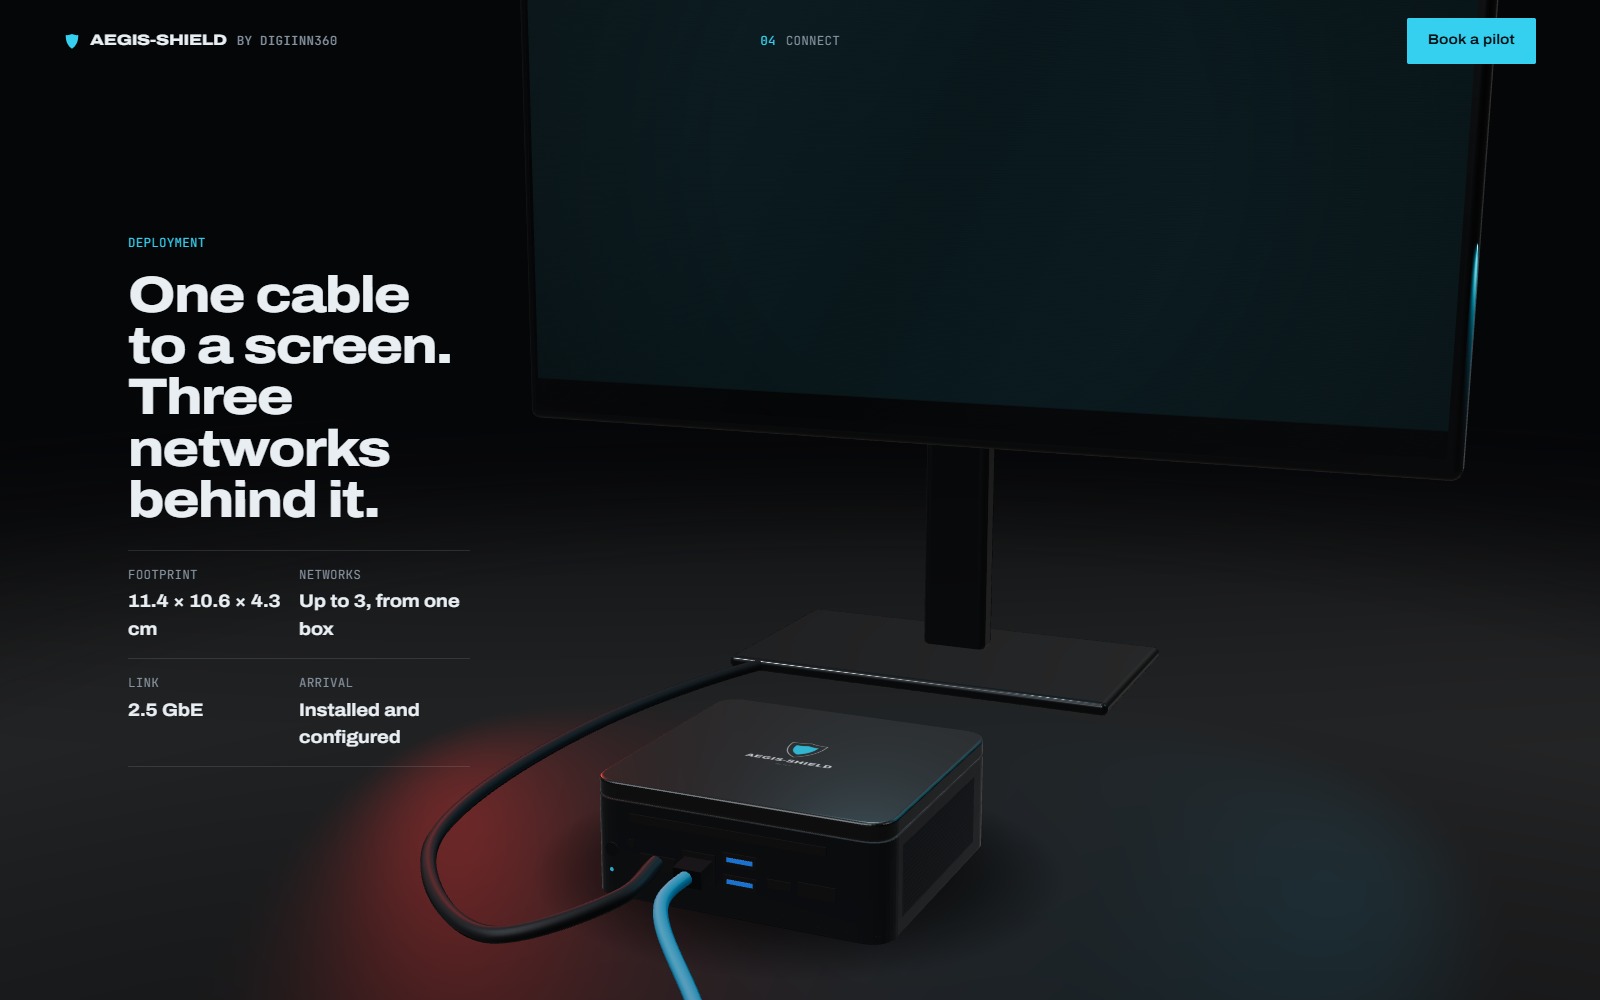 AEGIS-SHIELD BY DIGIINN360
04 CONNECT
Book a pilot
DEPLOYMENT
One cable
to a screen.
Three
networks
behind it.
FOOTPRINT
11.4 × 10.6 × 4.3
cm
NETWORKS
Up to 3, from one
box
LINK
2.5 GbE
ARRIVAL
Installed and
configured
AEGIS-SHIELD